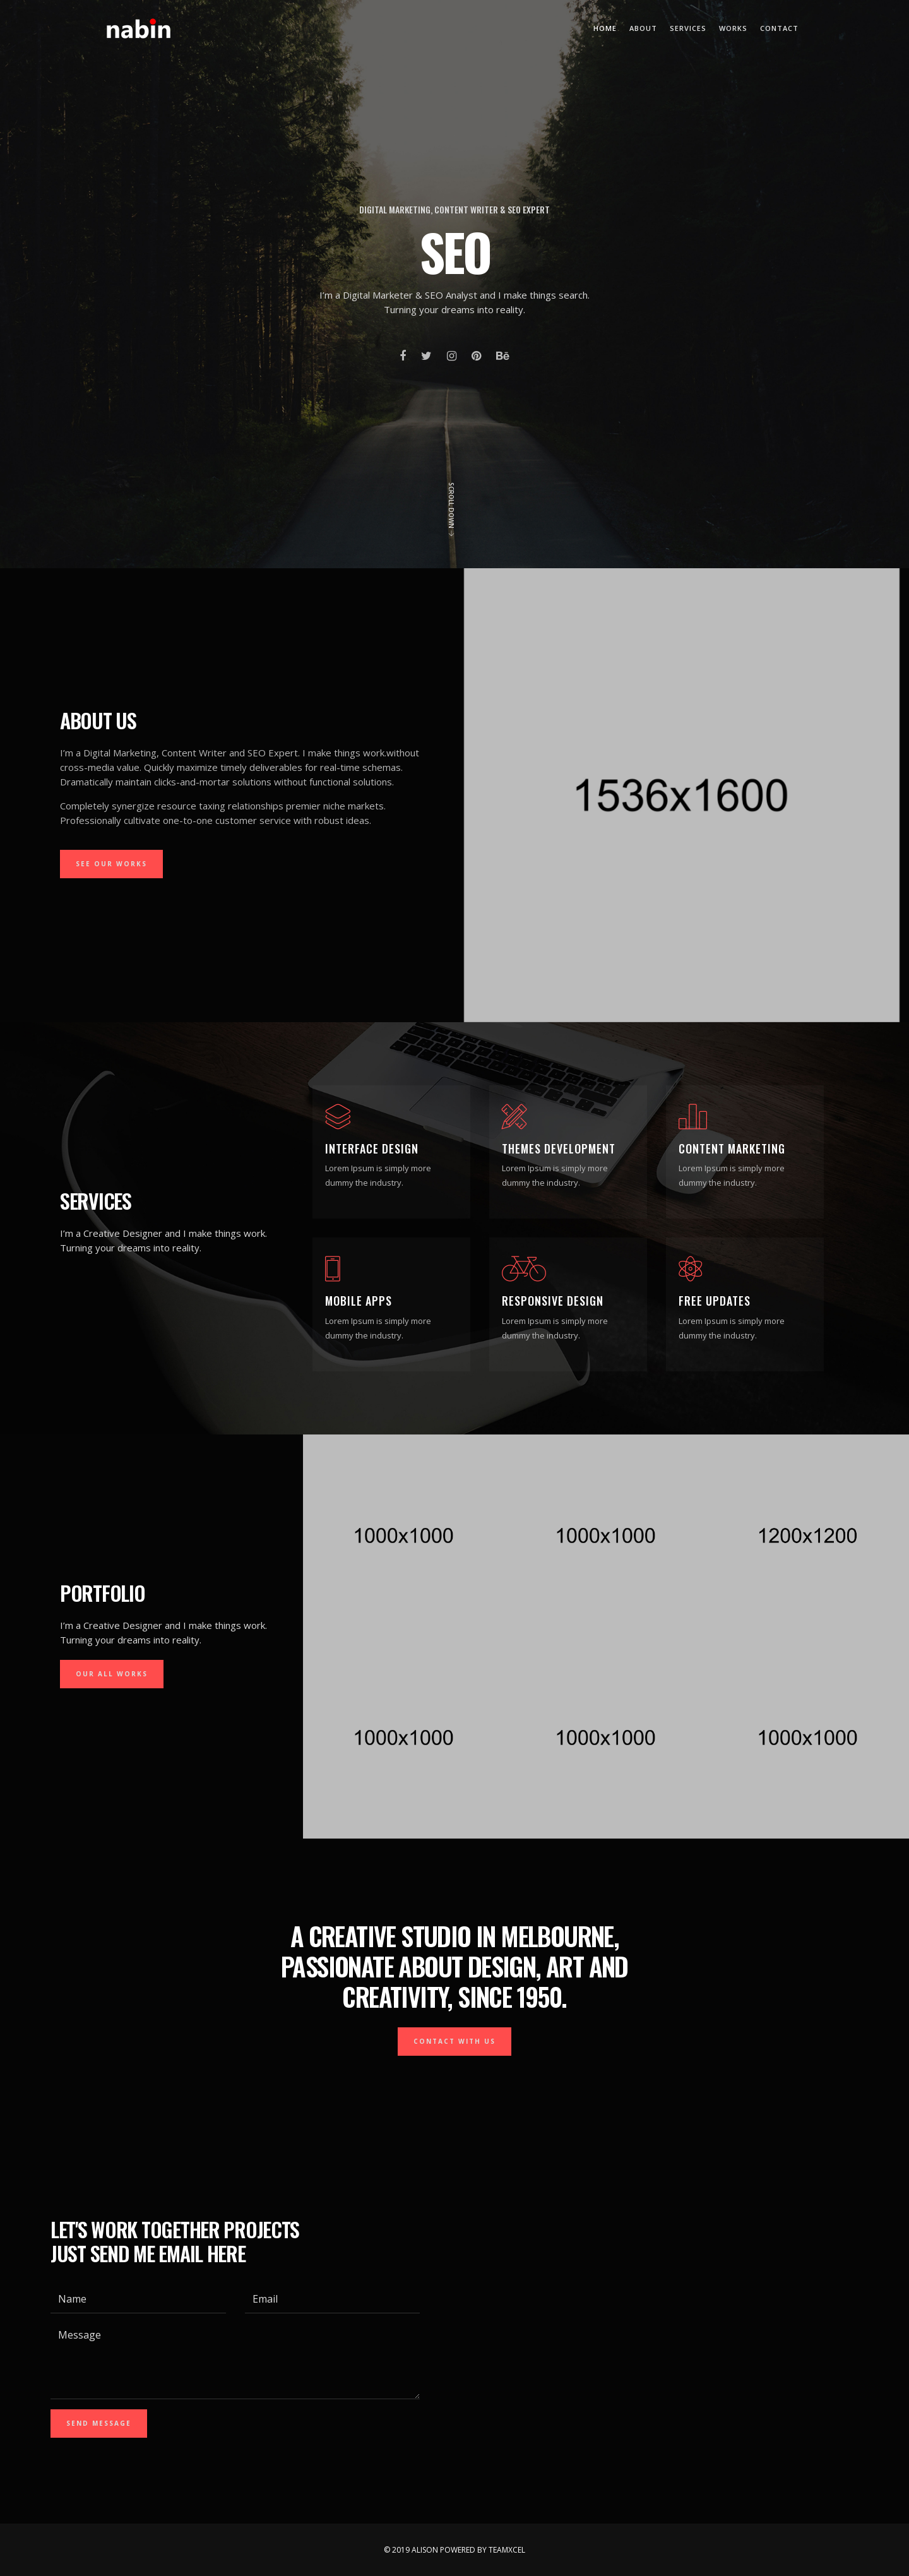 nabin
HOME ABOUT SERVICES WORKS CONTACT
DIGITAL MARKETING, CONTENT WRITER & SEO EXPERT
SEO
I'm a Digital Marketer & SEO Analyst and I make things search.
Turning your dreams into reality.
Bē
SCROLL DOWN
ABOUT US
I'm a Digital Marketing, Content Writer and SEO Expert. I make things work.without
cross-media value. Quickly maximize timely deliverables for real-time schemas.
Dramatically maintain clicks-and-mortar solutions without functional solutions.
Completely synergize resource taxing relationships premier niche markets.
Professionally cultivate one-to-one customer service with robust ideas.
SEE OUR WORKS
1536x1600
SERVICES
I'm a Creative Designer and I make things work.
Turning your dreams into reality.
INTERFACE DESIGN
Lorem Ipsum is simply more
dummy the industry.
THEMES DEVELOPMENT
Lorem Ipsum is simply more
dummy the industry.
CONTENT MARKETING
Lorem Ipsum is simply more
dummy the industry.
MOBILE APPS
Lorem Ipsum is simply more
dummy the industry.
RESPONSIVE DESIGN
Lorem Ipsum is simply more
dummy the industry.
FREE UPDATES
Lorem Ipsum is simply more
dummy the industry.
PORTFOLIO
I'm a Creative Designer and I make things work.
Turning your dreams into reality.
OUR ALL WORKS
1000x1000 1000x1000 1200x1200
1000x1000 1000x1000 1000x1000
A CREATIVE STUDIO IN MELBOURNE,
PASSIONATE ABOUT DESIGN, ART AND
CREATIVITY, SINCE 1950.
CONTACT WITH US
LET'S WORK TOGETHER PROJECTS
JUST SEND ME EMAIL HERE
Name Email
Message
SEND MESSAGE
© 2019 ALISON POWERED BY TEAMXCEL